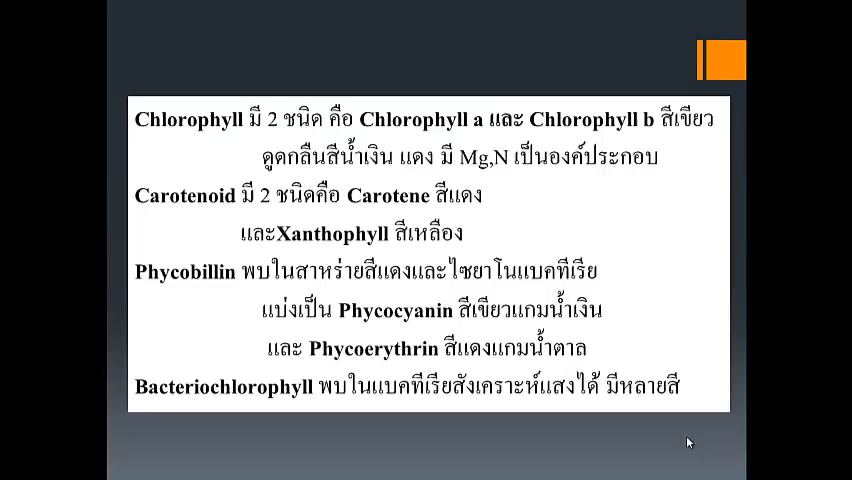 Chlorophyll มี 2 ชนิด คือ Chlorophyll a และ Chlorophyll b สีเขียว
ดูดกลืนสีน้ำเงิน แดง มี Mg,N เป็นองค์ประกอบ
Carotenoid มี 2 ชนิดคือ Carotene สีแดง
และXanthophyll สีเหลือง
Phycobillin พบในสาหร่ายสีแดงและไซยาโนแบคทีเรีย
แบ่งเป็น Phycocyanin สีเขียวแกมน้ำเงิน
และ Phycoerythrin สีแดงแกมน้ำตาล
Bacteriochlorophyll พบในแบคทีเรียสังเคราะห์แสงได้ มีหลายสี